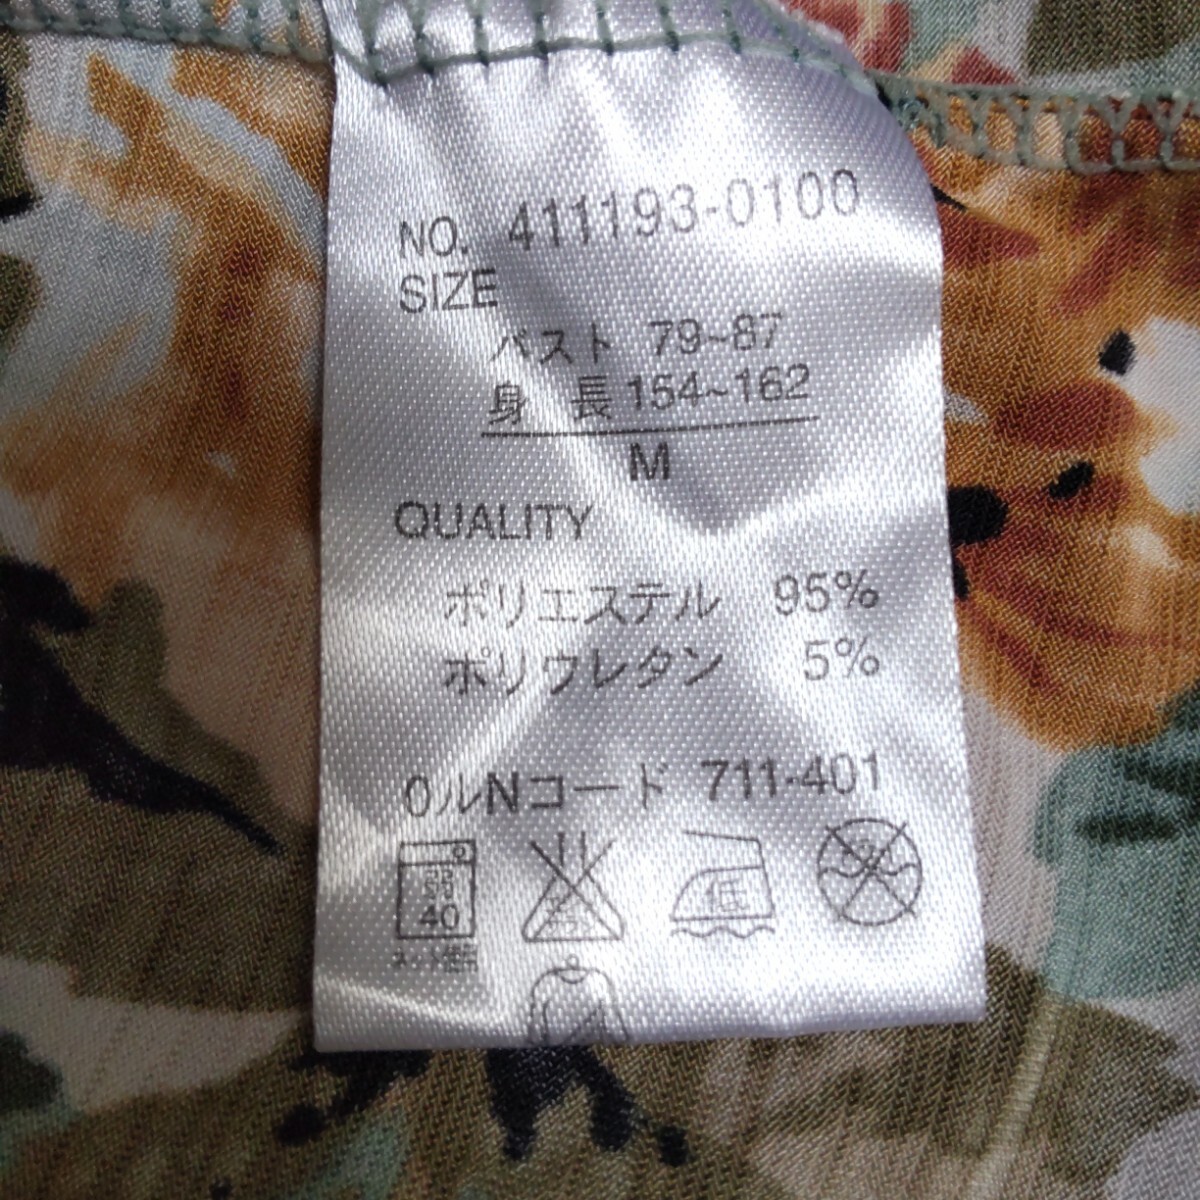 NO. 411193-0100
SIZE
バスト 79~87
身 長 154~162
M
QUALITY
ポリエステル 95%
ポリウレタン 5%
0ルNコード 711-401
40 低